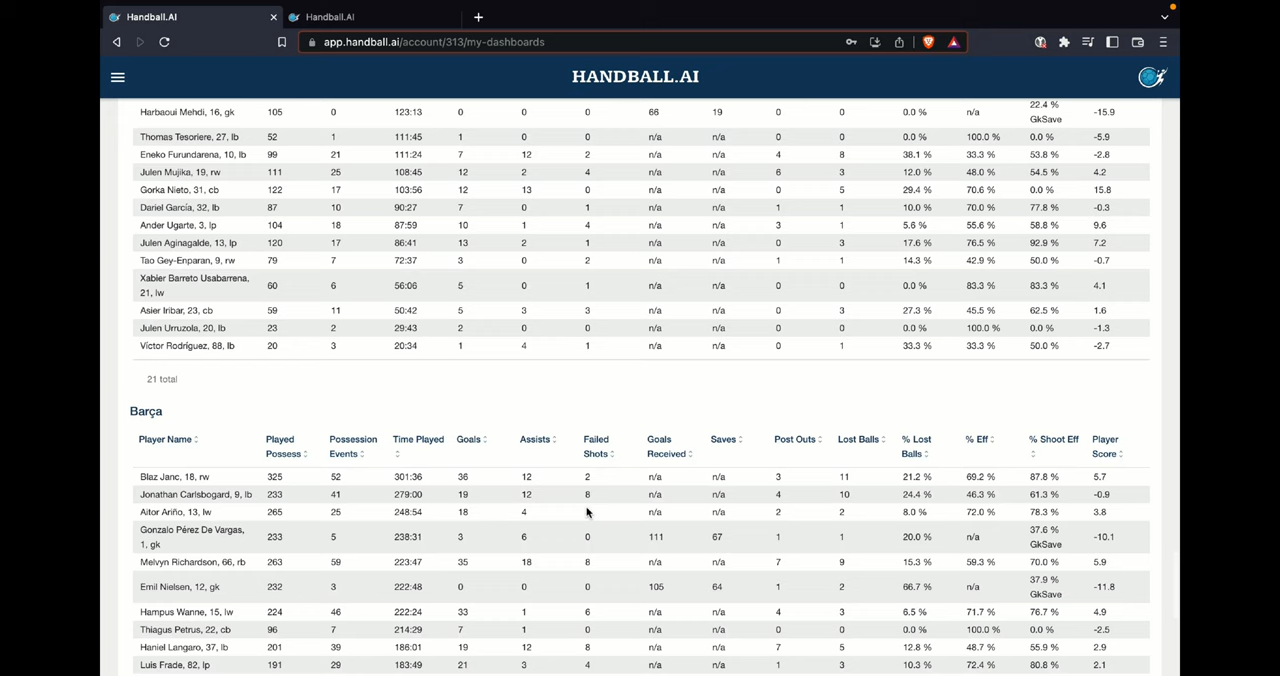 Handball.AI
Handball.AI
app.handball.ai/account/313/my-dashboards
HANDBALL.AI
Harbaoui Mehdi, 16, gk 105 0 123:13 0 0 0 66 19 0 0 0.0 % n/a 22.4 % GkSave -15.9
Thomas Tesoriere, 27, lb 52 1 111:45 1 0 0 n/a n/a 0 0 0.0 % 100.0 % 0.0 % -5.9
Eneko Furundarena, 10, lb 99 21 111:24 7 12 2 n/a n/a 4 8 38.1 % 33.3 % 53.8 % -2.8
Julen Mujika, 19, rw 111 25 108:45 12 2 4 n/a n/a 6 3 12.0 % 48.0 % 54.5 % 4.2
Gorka Nieto, 31, cb 122 17 103:56 12 13 0 n/a n/a 0 5 29.4 % 70.6 % 0.0 % 15.8
Dariel García, 32, lb 87 10 90:27 7 0 1 n/a n/a 1 1 10.0 % 70.0 % 77.8 % -0.3
Ander Ugarte, 3, lp 104 18 87:59 10 1 4 n/a n/a 3 1 5.6 % 55.6 % 58.8 % 9.6
Julen Aginagalde, 13, lp 120 17 86:41 13 2 1 n/a n/a 0 3 17.6 % 76.5 % 92.9 % 7.2
Tao Gey-Enparan, 9, rw 79 7 72:37 3 0 2 n/a n/a 1 1 14.3 % 42.9 % 50.0 % -0.7
Xabier Barreto Usabarrena, 21, lw 60 6 56:06 5 0 1 n/a n/a 0 0 0.0 % 83.3 % 83.3 % 4.1
Asier Iribar, 23, cb 59 11 50:42 5 3 3 n/a n/a 0 3 27.3 % 45.5 % 62.5 % 1.6
Julen Urruzola, 20, lb 23 2 29:43 2 0 0 n/a n/a 0 0 0.0 % 100.0 % 0.0 % -1.3
Víctor Rodríguez, 88, lb 20 3 20:34 1 4 1 n/a n/a 0 1 33.3 % 33.3 % 50.0 % -2.7
21 total
Barça
Player Name Played Possess Possession Events Time Played Goals Assists Failed Shots Goals Received Saves Post Outs Lost Balls % Lost Balls % Eff % Shoot Eff Player Score
Blaz Janc, 18, rw 325 52 301:36 36 12 2 n/a n/a 3 11 21.2 % 69.2 % 87.8 % 5.7
Jonathan Carlsbogard, 9, lb 233 41 279:00 19 12 8 n/a n/a 4 10 24.4 % 46.3 % 61.3 % -0.9
Aitor Ariño, 13, lw 265 25 248:54 18 4 n/a n/a 2 2 8.0 % 72.0 % 78.3 % 3.8
Gonzalo Pérez De Vargas, 1, gk 233 5 238:31 3 6 0 111 67 1 1 20.0 % n/a 37.6 % GkSave -10.1
Melvyn Richardson, 66, rb 263 59 223:47 35 18 8 n/a n/a 7 9 15.3 % 59.3 % 70.0 % 5.9
Emil Nielsen, 12, gk 232 3 222:48 0 0 0 105 64 1 2 66.7 % n/a 37.9 % GkSave -11.8
Hampus Wanne, 15, lw 224 46 222:24 33 1 6 n/a n/a 4 3 6.5 % 71.7 % 76.7 % 4.9
Thiagus Petrus, 22, cb 96 7 214:29 7 1 0 n/a n/a 0 0 0.0 % 100.0 % 0.0 % -2.5
Haniel Langaro, 37, lb 201 39 186:01 19 12 8 n/a n/a 7 5 12.8 % 48.7 % 55.9 % 2.9
Luis Frade, 82, lp 191 29 183:49 21 3 4 n/a n/a 1 3 10.3 % 72.4 % 80.8 % 2.1